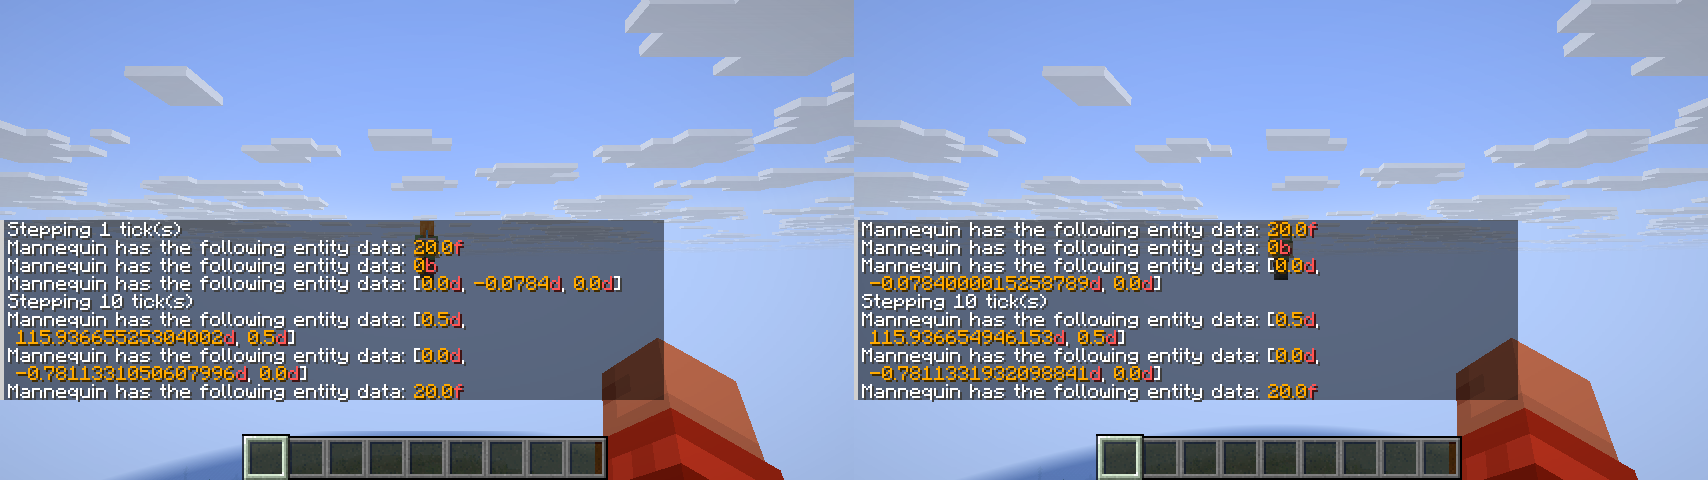 Stepping 1 tick(s)
Mannequin has the following entity data: 20.0f
Mannequin has the following entity data: 0b
Mannequin has the following entity data: [0.0d, -0.0784d, 0.0d]
Stepping 10 tick(s)
Mannequin has the following entity data: [0.5d,
115.93665525304002d, 0.5d]
Mannequin has the following entity data: [0.0d,
-0.7811331050607996d, 0.0d]
Mannequin has the following entity data: 20.0f
Mannequin has the following entity data: 20.0f
Mannequin has the following entity data: 0b
Mannequin has the following entity data: [0.0d,
-0.0784000015258789d, 0.0d]
Stepping 10 tick(s)
Mannequin has the following entity data: [0.5d,
115.936654946153d, 0.5d]
Mannequin has the following entity data: [0.0d,
-0.7811331932098841d, 0.0d]
Mannequin has the following entity data: 20.0f